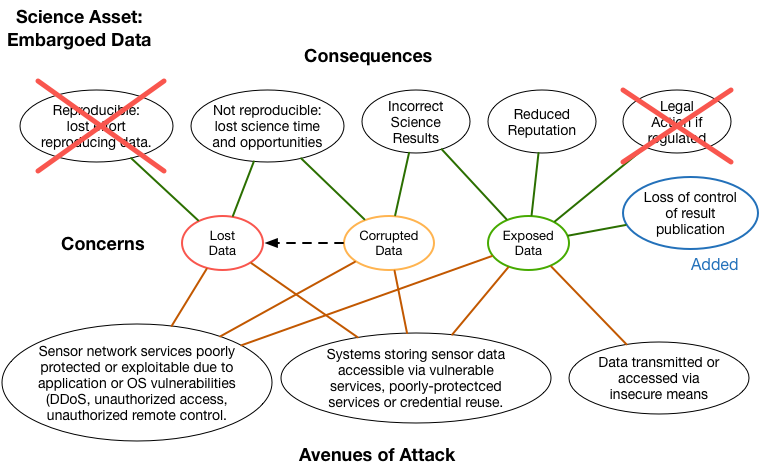 Science Asset:
Embargoed Data
Consequences
Reproducible:
lost effort
reproducing data.
Not reproducible:
lost science time
and opportunities
Incorrect
Science
Results
Reduced
Reputation
Legal
Action if
regulated
Loss of control
of result
publication
Added
Concerns
Lost
Data
Corrupted
Data
Exposed
Data
Sensor network services poorly
protected or exploitable due to
application or OS vulnerabilities
(DDoS, unauthorized access,
unauthorized remote control.
Systems storing sensor data
accessible via vulnerable
services, poorly-protectced
services or credential reuse.
Data transmitted or
accessed via
insecure means
Avenues of Attack